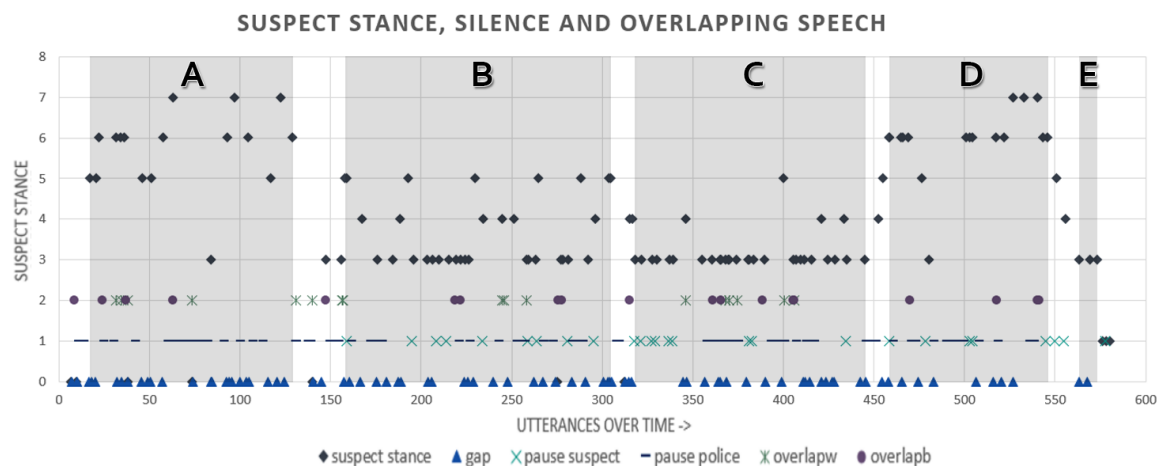 SUSPECT STANCE, SILENCE AND OVERLAPPING SPEECH
A B C D E
SUSPECT STANCE
8
7
6
5
4
3
2
1
0
0 50 100 150 200 250 300 350 400 450 500 550 600
UTTERANCES OVER TIME ->
suspect stance gap pause suspect pause police overlapw overlapb